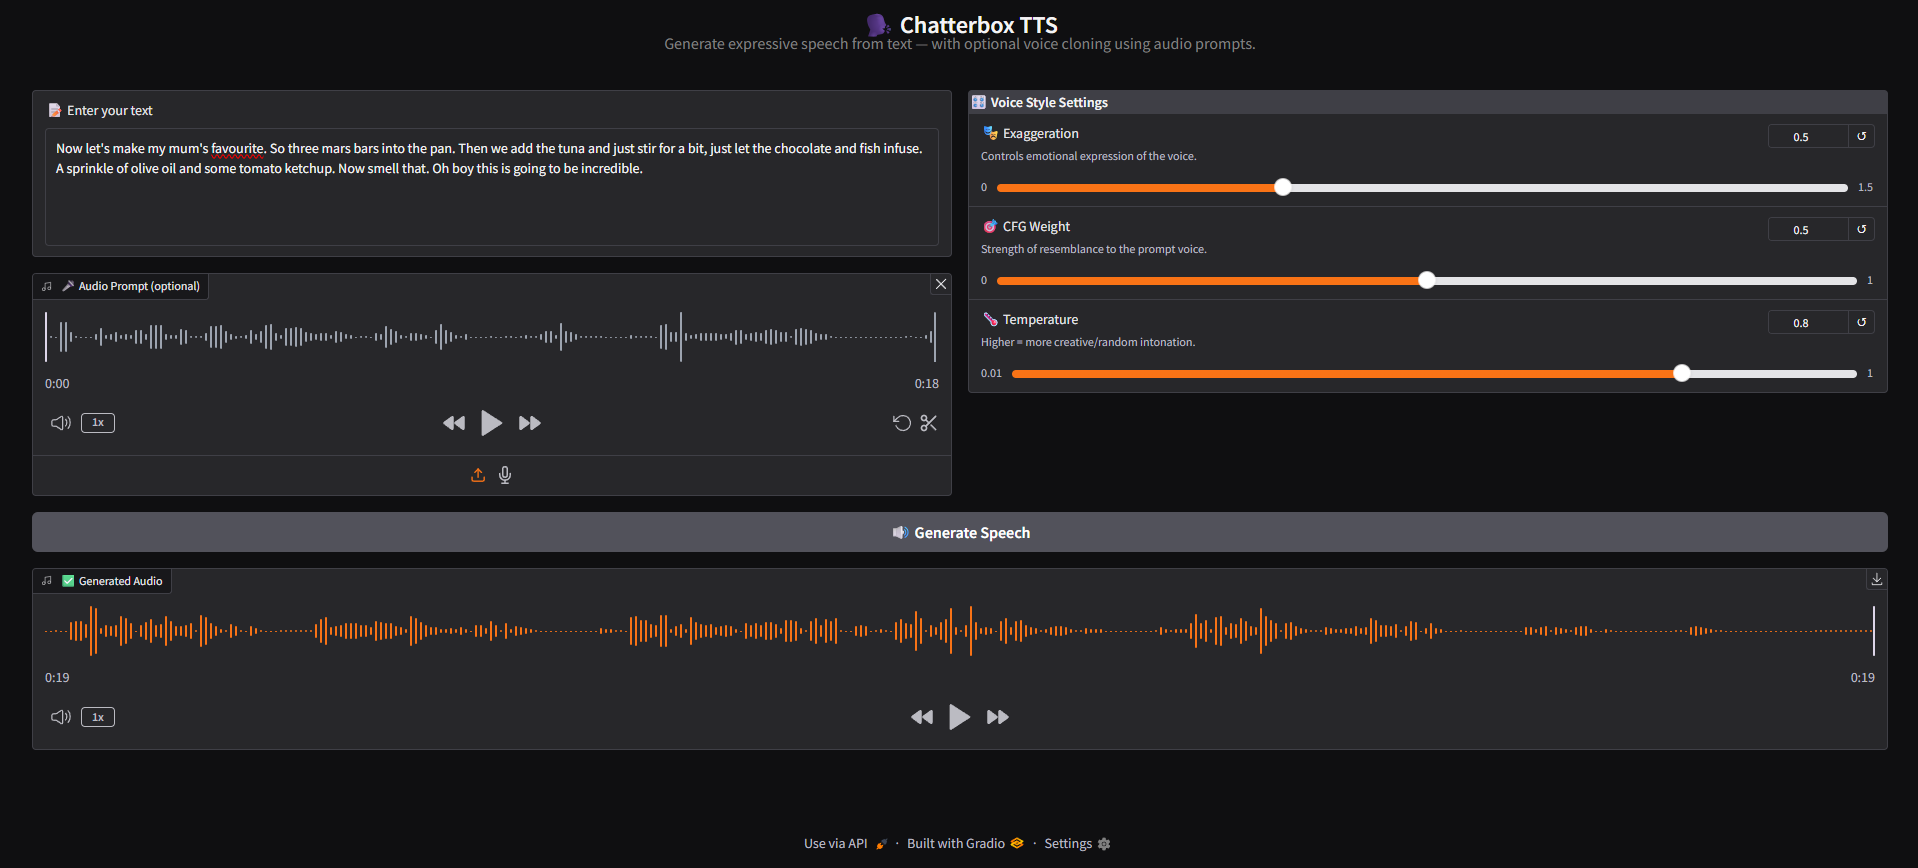 Chatterbox TTS
Generate expressive speech from text — with optional voice cloning using audio prompts.
Enter your text
Now let's make my mum's favourite. So three mars bars into the pan. Then we add the tuna and just stir for a bit, just let the chocolate and fish infuse.
A sprinkle of olive oil and some tomato ketchup. Now smell that. Oh boy this is going to be incredible.
Audio Prompt (optional)
0:00
0:18
1x
Voice Style Settings
Exaggeration
0.5
Controls emotional expression of the voice.
0
1.5
CFG Weight
0.5
Strength of resemblance to the prompt voice.
0
1
Temperature
0.8
Higher = more creative/random intonation.
0.01
1
Generate Speech
Generated Audio
0:19
0:19
1x
Use via API · Built with Gradio · Settings